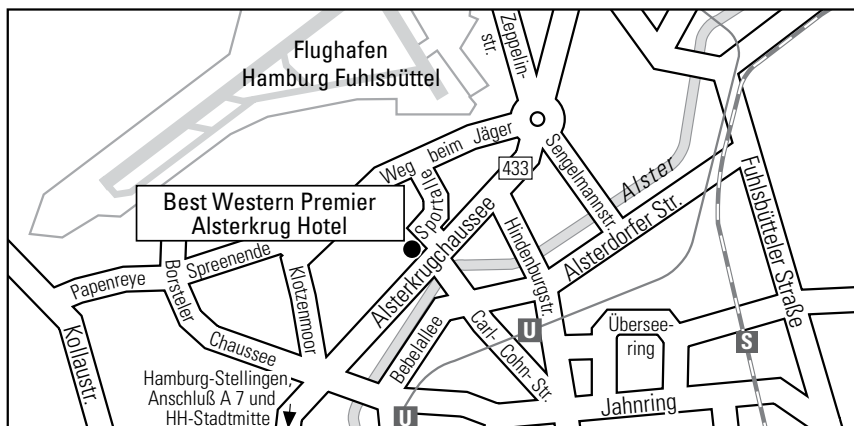 Flughafen
Hamburg Fuhlsbüttel
Zeppelin-
str.
Weg beim Jäger
433
Sengelmannstr.
Alster
Best Western Premier
Alsterkrug Hotel
Sportalle
Alsterkrugchaussee
Hindenburgstr.
Alsterdorfer Str.
Fuhlsbütteler Straße
Papenreye
Spreenende
Borsteler
Chaussee
Klotzenmoor
Kollaustr.
Bebelallee
Carl-
Cohn-
Str.
U
Übersee-
ring
S
Hamburg-Stellingen,
Anschluß A 7 und
HH-Stadtmitte
U
Jahnring